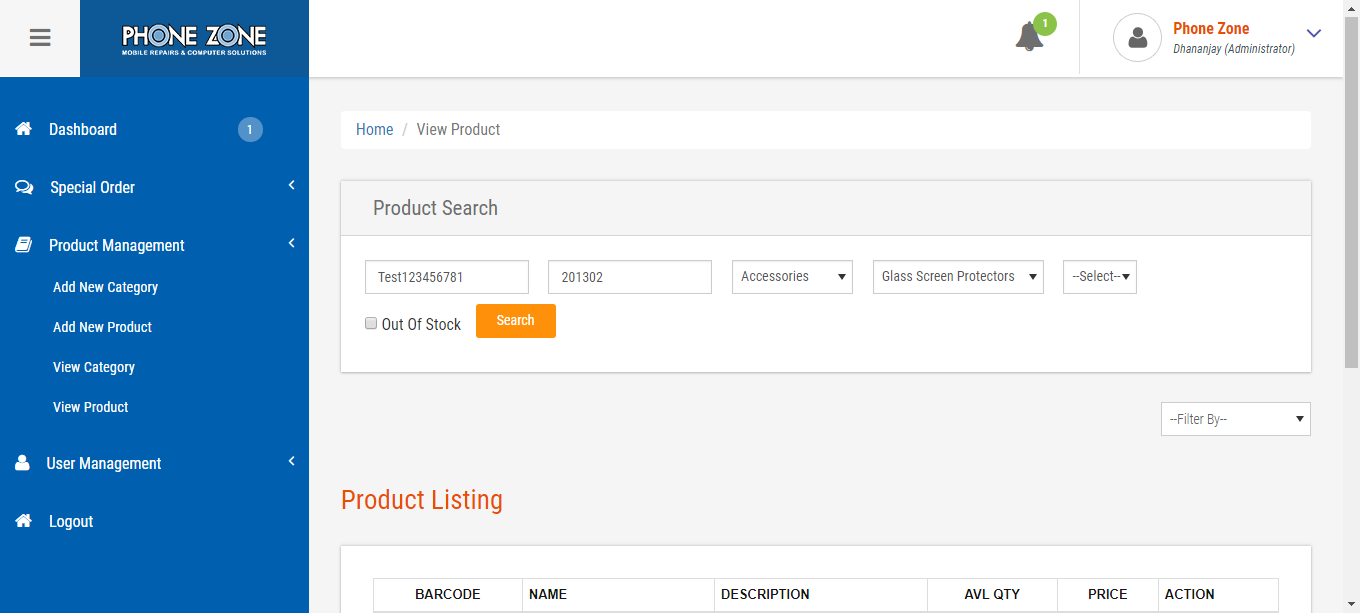 PHONE ZONE
MOBILE REPAIRS & COMPUTER SOLUTIONS
1
Phone Zone
Dhananjay (Administrator)
Dashboard 1
Special Order
Product Management
Add New Category
Add New Product
View Category
View Product
User Management
Logout
Home / View Product
Product Search
Test123456781 201302 Accessories Glass Screen Protectors --Select--
Out Of Stock Search
--Filter By--
Product Listing
BARCODE NAME DESCRIPTION AVL QTY PRICE ACTION